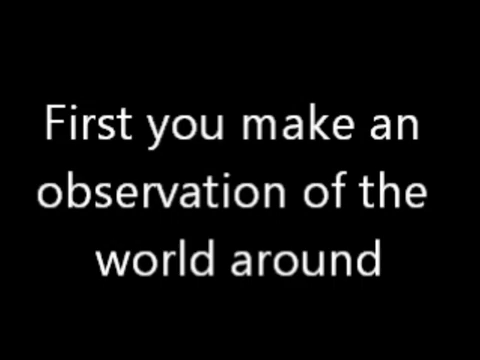 First you make an
observation of the
world around